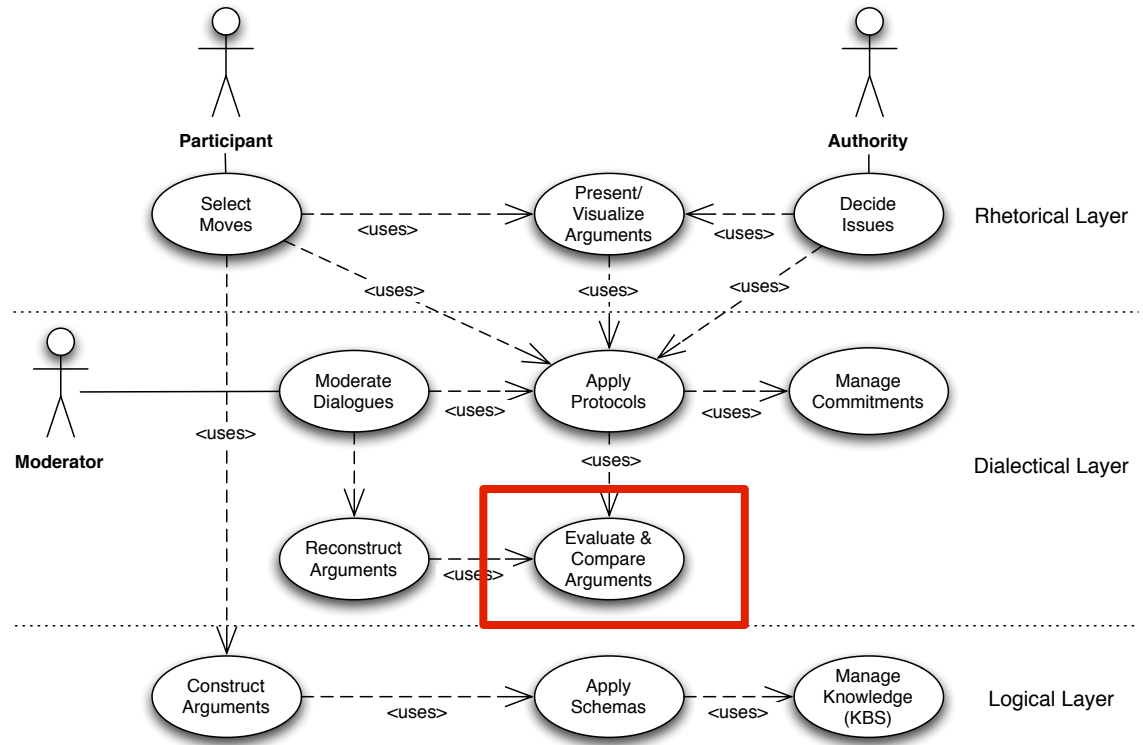 Participant
Authority
Select
Moves
Present/
Visualize
Arguments
Decide
Issues
Rhetorical Layer
<uses>
<uses>
<uses>
<uses>
<uses>
Moderate
Dialogues
Apply
Protocols
Manage
Commitments
<uses>
<uses>
<uses>
<uses>
Moderator
Dialectical Layer
Reconstruct
Arguments
Evaluate &
Compare
Arguments
<uses>
Construct
Arguments
Apply
Schemas
Manage
Knowledge
(KBS)
Logical Layer
<uses>
<uses>